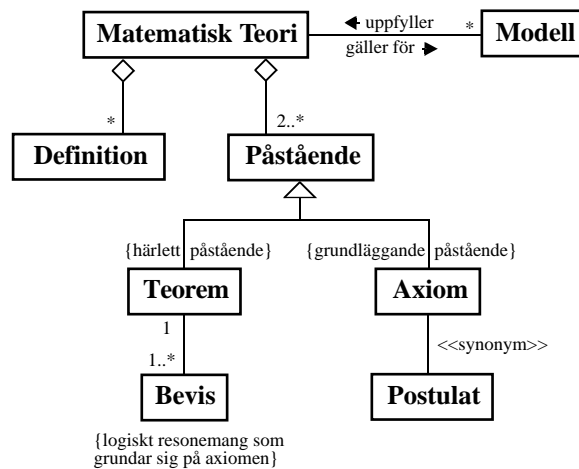 Matematisk Teori
uppfyller
gäller för
*
Modell
*
2..*
Definition
Påstående
{härlett påstående}
{grundläggande påstående}
Teorem
Axiom
1
1..*
<<synonym>>
Bevis
Postulat
{logiskt resonemang som
grundar sig på axiomen}